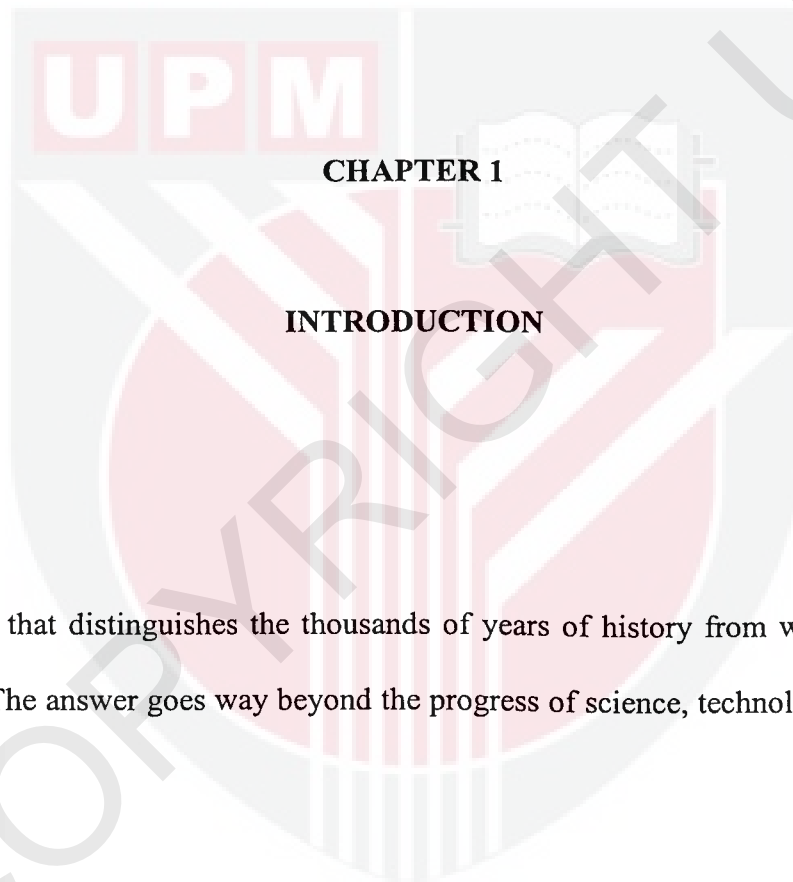 UPM
CHAPTER 1
INTRODUCTION
that distinguishes the thousands of years of history from
The answer goes way beyond the progress of science,
COPYRIGHT